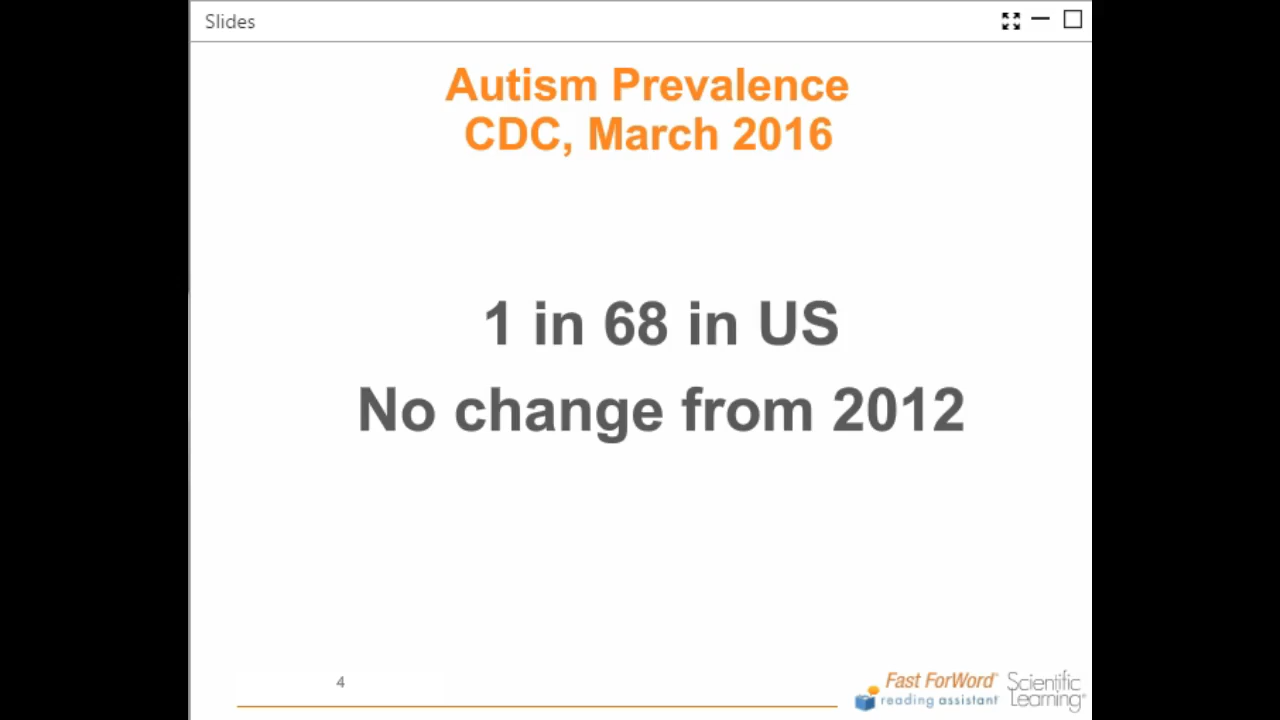 Slides
Autism Prevalence
CDC, March 2016
1 in 68 in US
No change from 2012
4
Fast ForWord®
reading assistant™
Scientific
Learning®